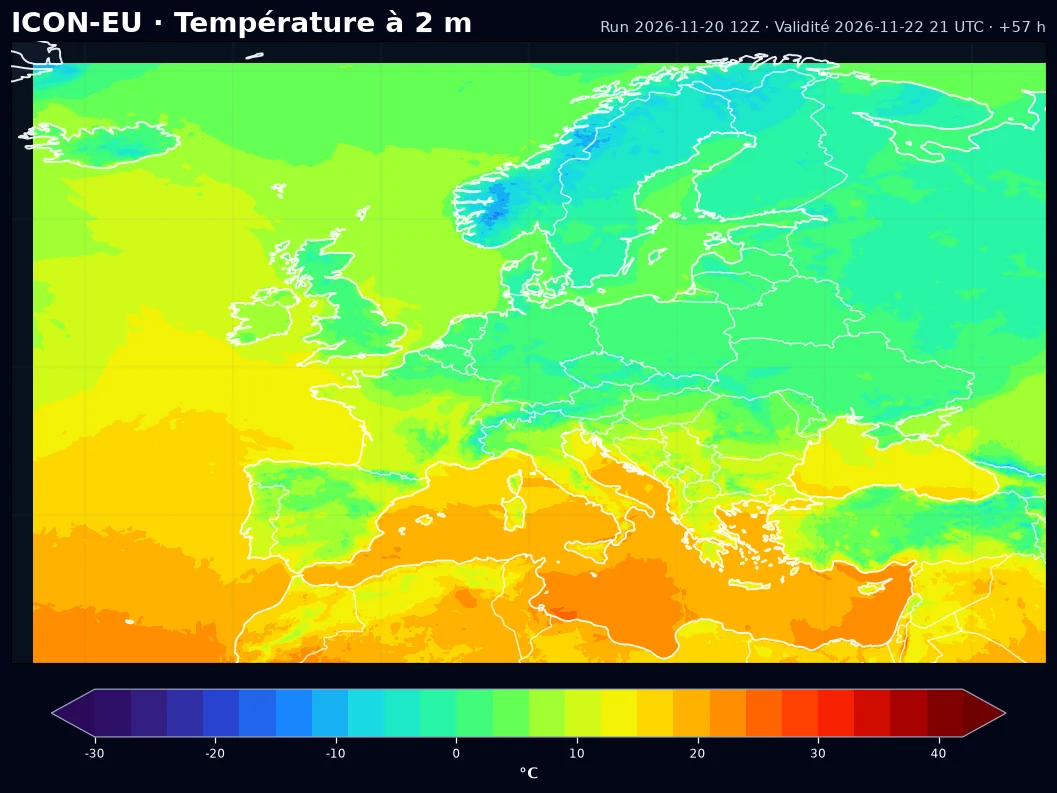 ICON-EU · Température à 2 m
Run 2026-11-20 12Z · Validité 2026-11-22 21 UTC · +57 h
-30 -20 -10 0 10 20 30 40
°C